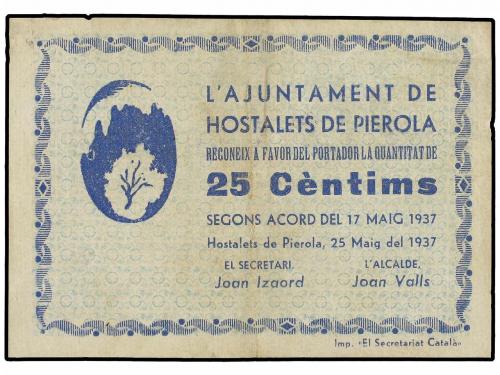 L'AJUNTAMENT DE
HOSTALETS DE PIEROLA
RECONEIX A FAVOR DEL PORTADOR LA QUANTITAT DE
25 Cèntims
SEGONS ACORD DEL 17 MAIG 1937
Hostalets de Pierola, 25 Maig del 1937
EL SECRETARI, L'ALCALDE,
Joan Izaord Joan Valls
Imp. «El Secretariat Català»